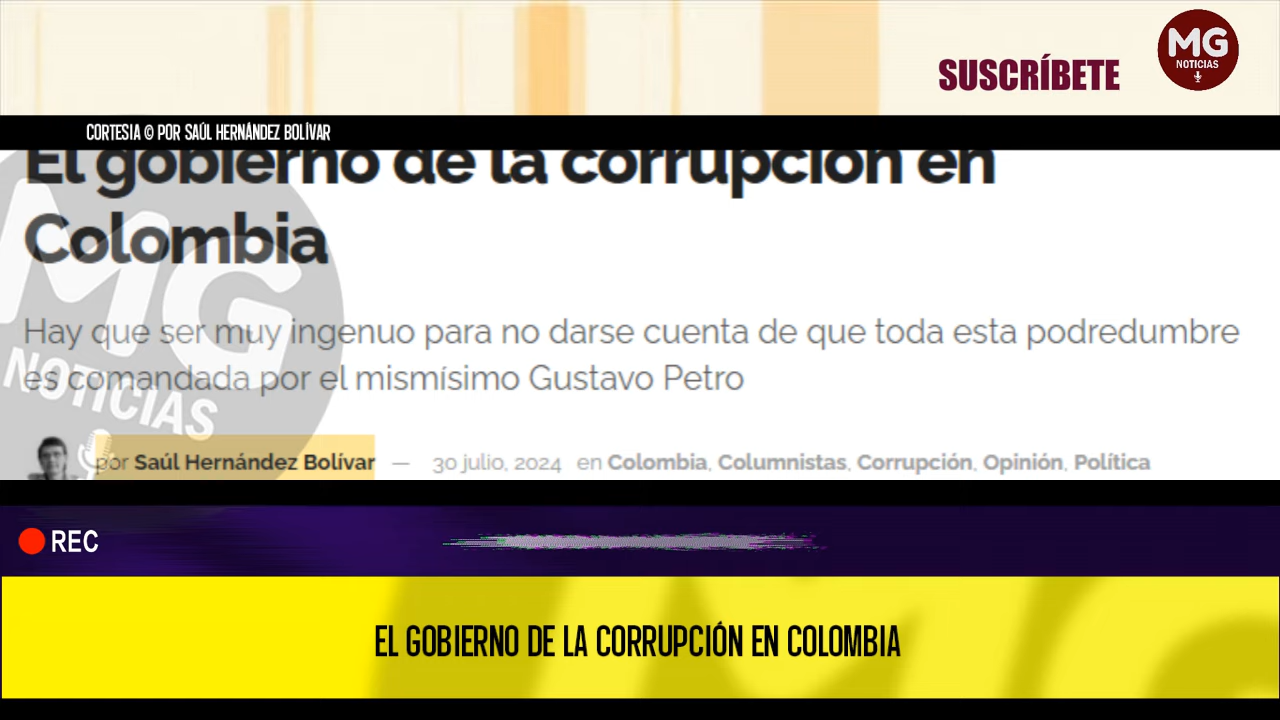 SUSCRÍBETE
MG
NOTICIAS
CORTESIA © POR SAÚL HERNÁNDEZ BOLÍVAR
El gobierno de la corrupción en
Colombia
Hay que ser muy ingenuo para no darse cuenta de que toda esta podredumbre
es comandada por el mismísimo Gustavo Petro
MG
NOTICIAS
por Saúl Hernández Bolívar — 30 julio, 2024 en Colombia, Columnistas, Corrupción, Opinión, Política
REC
EL GOBIERNO DE LA CORRUPCIÓN EN COLOMBIA